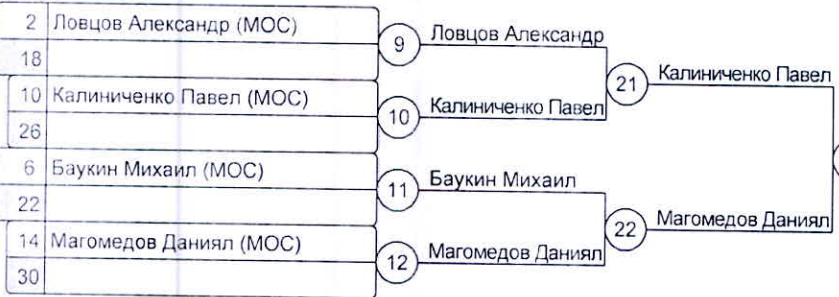 2 Ловцов Александр (МОС)
18
9 Ловцов Александр
10 Калиниченко Павел (МОС)
26
10 Калиниченко Павел
21 Калиниченко Павел
6 Баукин Михаил (МОС)
22
11 Баукин Михаил
14 Магомедов Даниял (МОС)
30
12 Магомедов Даниял
22 Магомедов Даниял